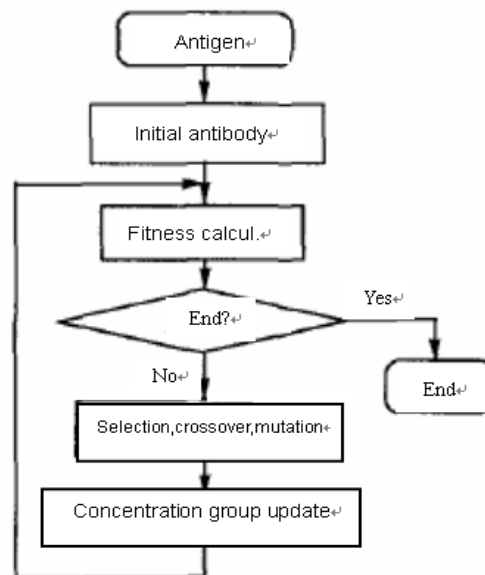 Antigen
Initial antibody
Fitness calcul.
End?
Yes
End
No
Selection,crossover,mutation
Concentration group update